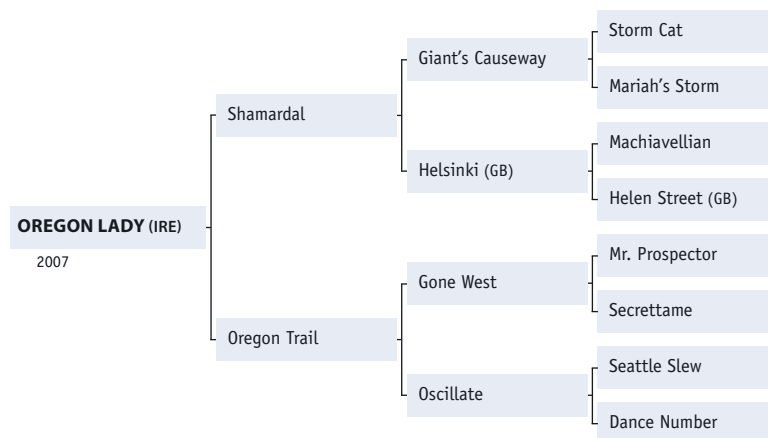 Storm Cat
Giant's Causeway
Mariah's Storm
Shamardal
Machiavellian
Helsinki (GB)
Helen Street (GB)
OREGON LADY (IRE)
2007
Mr. Prospector
Gone West
Secrettame
Oregon Trail
Seattle Slew
Oscillate
Dance Number